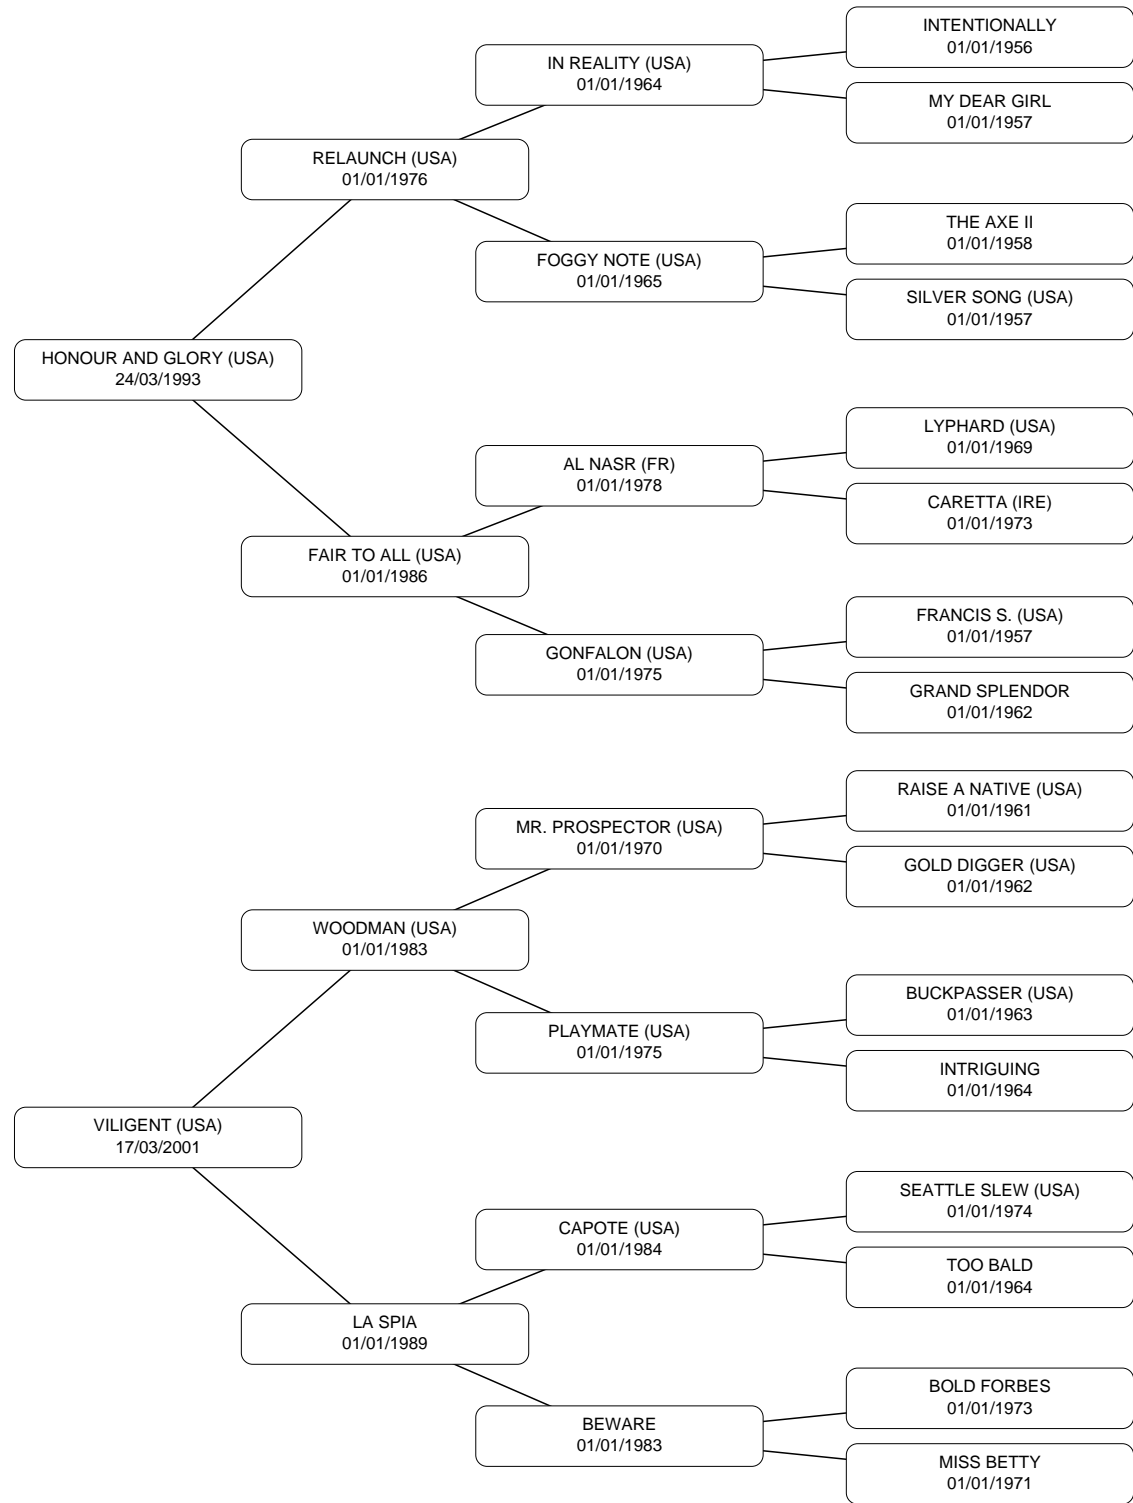 INTENTIONALLY
01/01/1956
IN REALITY (USA)
01/01/1964
MY DEAR GIRL
01/01/1957
RELAUNCH (USA)
01/01/1976
THE AXE II
01/01/1958
FOGGY NOTE (USA)
01/01/1965
SILVER SONG (USA)
01/01/1957
HONOUR AND GLORY (USA)
24/03/1993
LYPHARD (USA)
01/01/1969
AL NASR (FR)
01/01/1978
CARETTA (IRE)
01/01/1973
FAIR TO ALL (USA)
01/01/1986
FRANCIS S. (USA)
01/01/1957
GONFALON (USA)
01/01/1975
GRAND SPLENDOR
01/01/1962
RAISE A NATIVE (USA)
01/01/1961
MR. PROSPECTOR (USA)
01/01/1970
GOLD DIGGER (USA)
01/01/1962
WOODMAN (USA)
01/01/1983
BUCKPASSER (USA)
01/01/1963
PLAYMATE (USA)
01/01/1975
INTRIGUING
01/01/1964
VILIGENT (USA)
17/03/2001
SEATTLE SLEW (USA)
01/01/1974
CAPOTE (USA)
01/01/1984
TOO BALD
01/01/1964
LA SPIA
01/01/1989
BOLD FORBES
01/01/1973
BEWARE
01/01/1983
MISS BETTY
01/01/1971